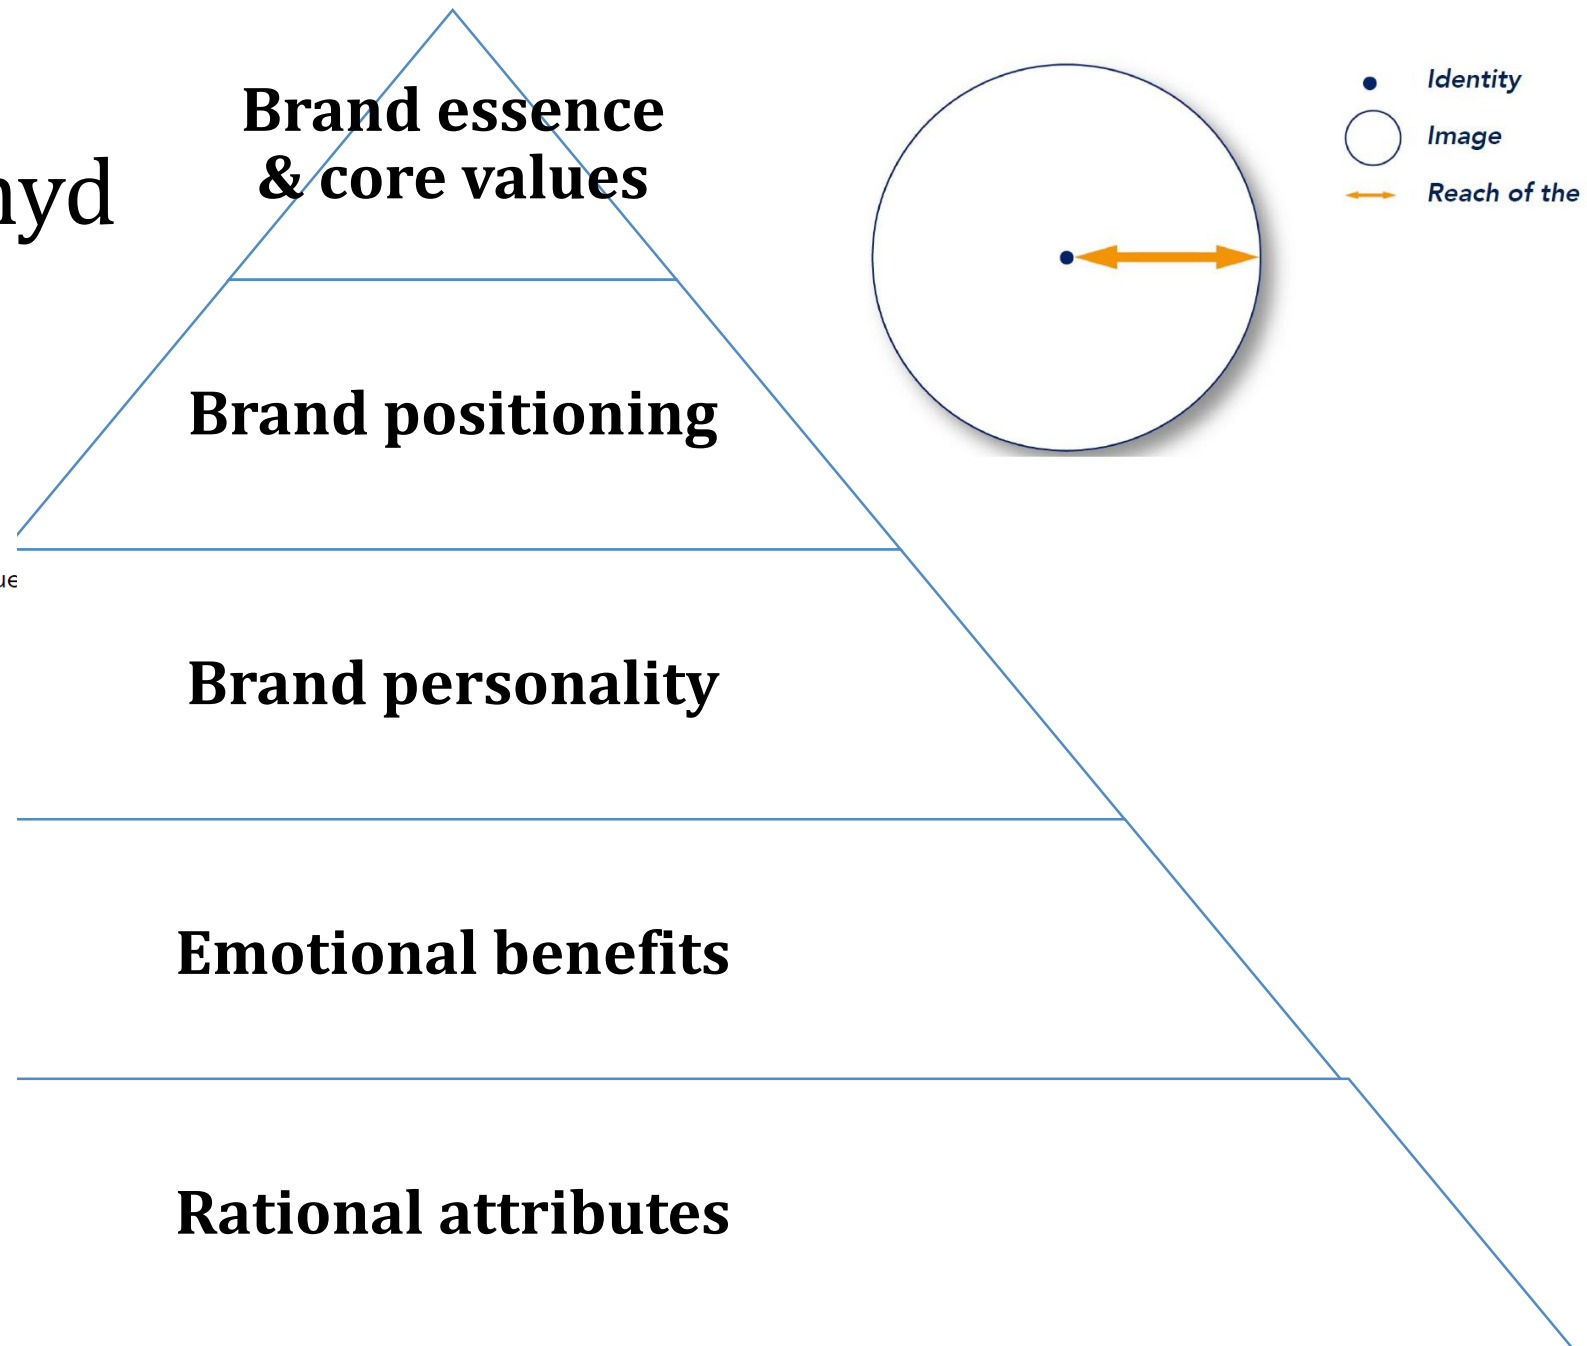 Brand essence
& core values
Brand positioning
Brand personality
Emotional benefits
Rational attributes
Identity
Image
Reach of the